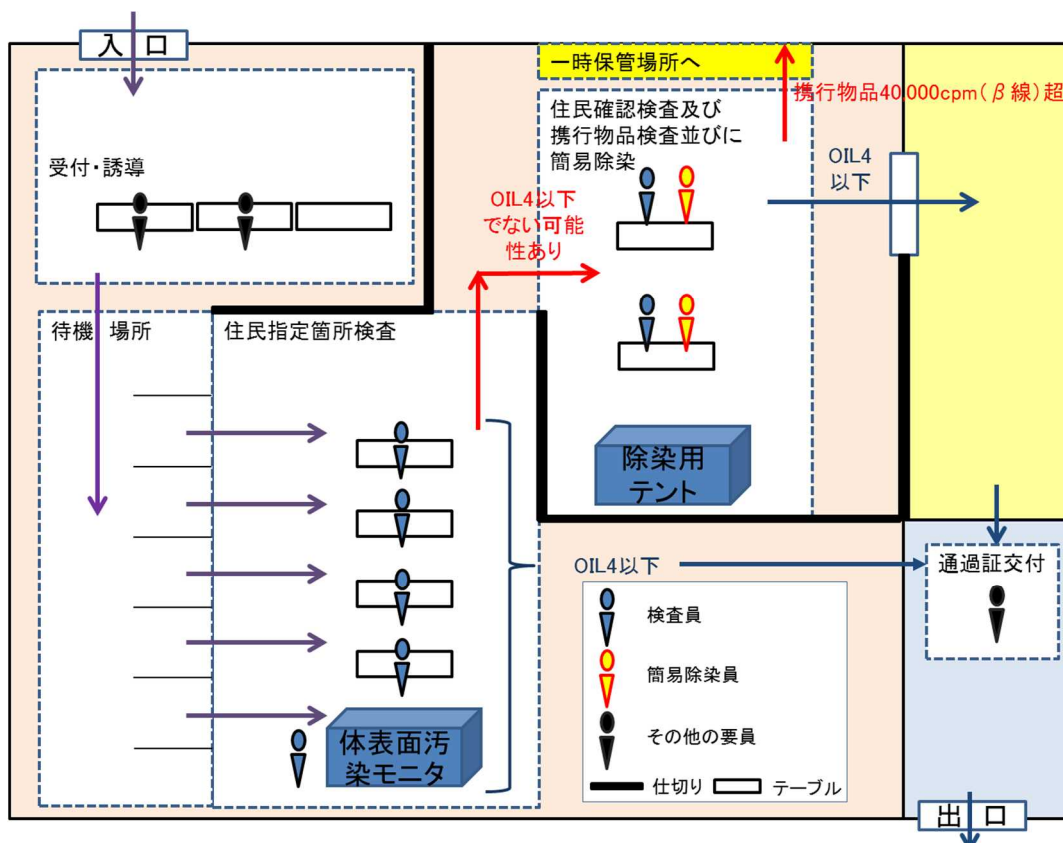 入 口
一時保管場所へ
携行物品40,000cpm(β線)超
受付・誘導
住民確認検査及び
携行物品検査並びに
簡易除染
OIL4
以下
OIL4以下
でない可能
性あり
待機 場所
住民指定箇所検査
除染用
テント
OIL4以下
通過証交付
検査員
簡易除染員
その他の要員
仕切り
テーブル
体表面汚
染モニタ
出 口